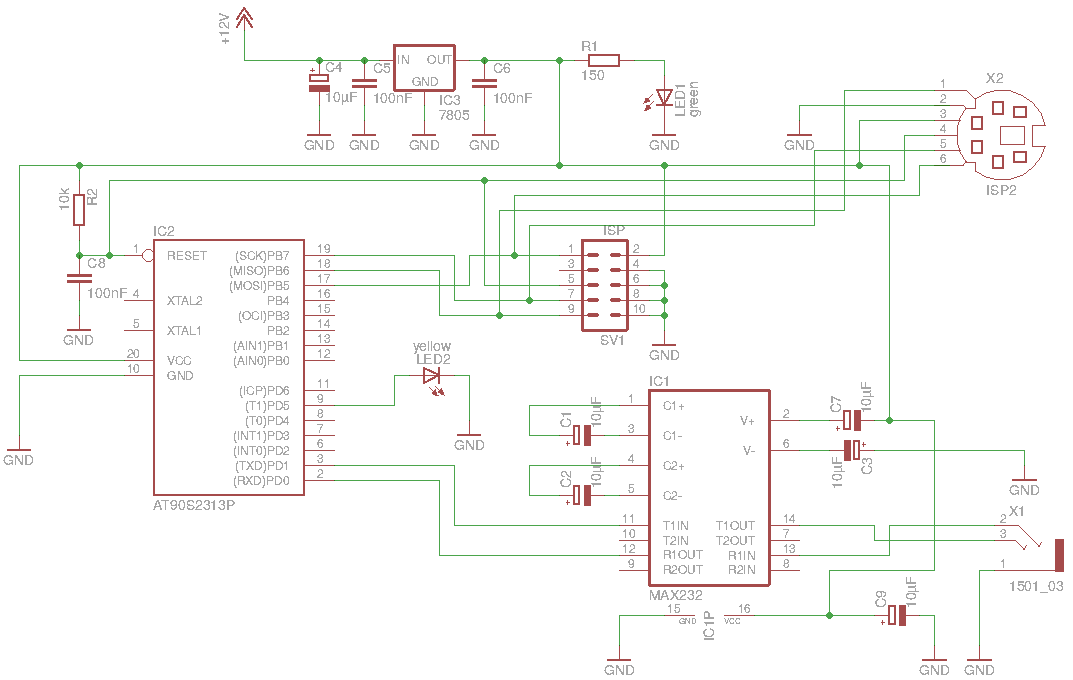 +12V
C4
10µF
C5
100nF
IN OUT
GND
IC3
7805
C6
100nF
R1
150
LED1
green
GND GND GND GND GND
GND
X2
1
2
3
4
5
6
ISP2
10k
R2
C8
100nF
GND
IC2
1 RESET
4 XTAL2
5 XTAL1
20 VCC
10 GND
(SCK)PB7 19
(MISO)PB6 18
(MOSI)PB5 17
PB4 16
(OCI)PB3 15
PB2 14
(AIN1)PB1 13
(AIN0)PB0 12
(ICP)PD6 11
(T1)PD5 9
(T0)PD4 8
(INT1)PD3 7
(INT0)PD2 6
(TXD)PD1 3
(RXD)PD0 2
AT90S2313P
GND
yellow
LED2
GND
ISP
1 2
3 4
5 6
7 8
9 10
SV1
GND
IC1
1 C1+
3 C1-
4 C2+
5 C2-
11 T1IN
10 T2IN
12 R1OUT
9 R2OUT
V+ 2
V- 6
T1OUT 14
T2OUT 7
R1IN 13
R2IN 8
MAX232
C1
10µF
C2
10µF
C7
10µF
10µF
C3
GND
X1
2
3
1
1501_03
15 GND
IC1P
16 VCC
C9
10µF
GND
GND
GND